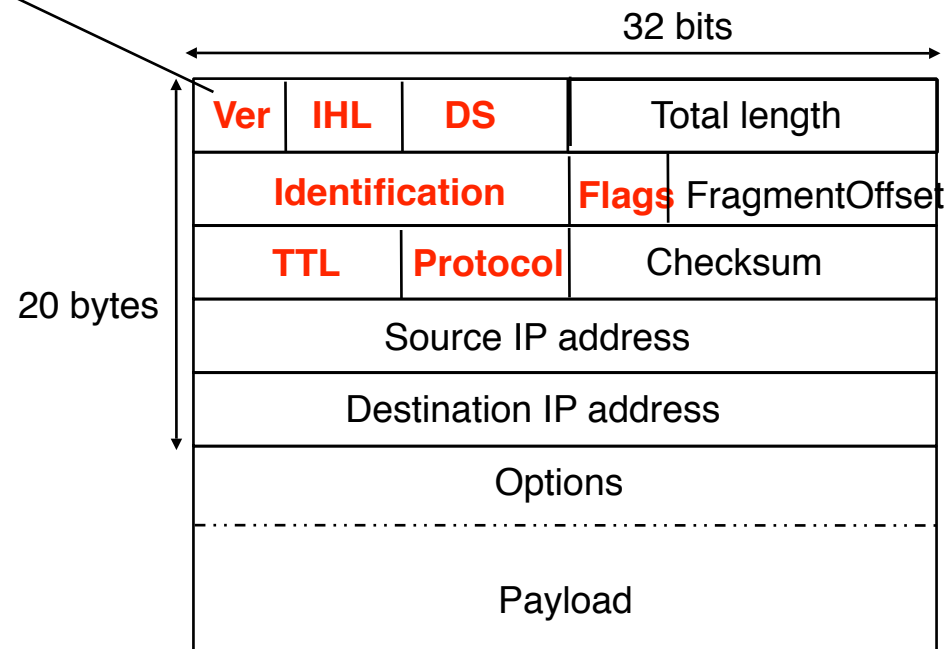 32 bits
Ver IHL DS Total length
Identification Flags FragmentOffset
TTL Protocol Checksum
20 bytes
Source IP address
Destination IP address
Options
Payload